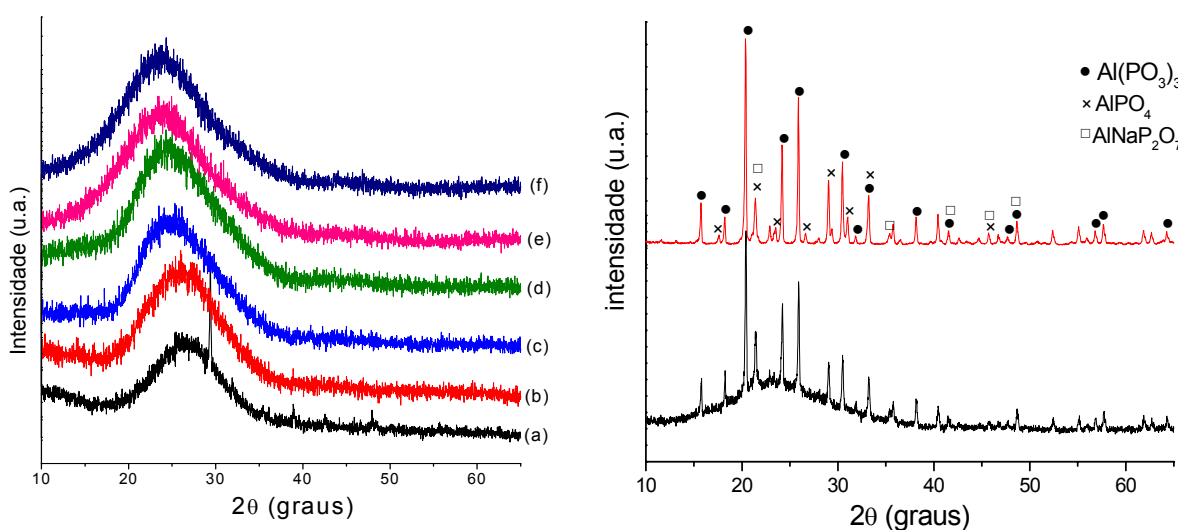 Intensidade (u.a.)
(f)
(e)
(d)
(c)
(b)
(a)
10 20 30 40 50 60
2θ (graus)
intensidade (u.a.)
● Al(PO₃)₃
× AlPO₄
□ AlNaP₂O₇
10 20 30 40 50 60
2θ (graus)